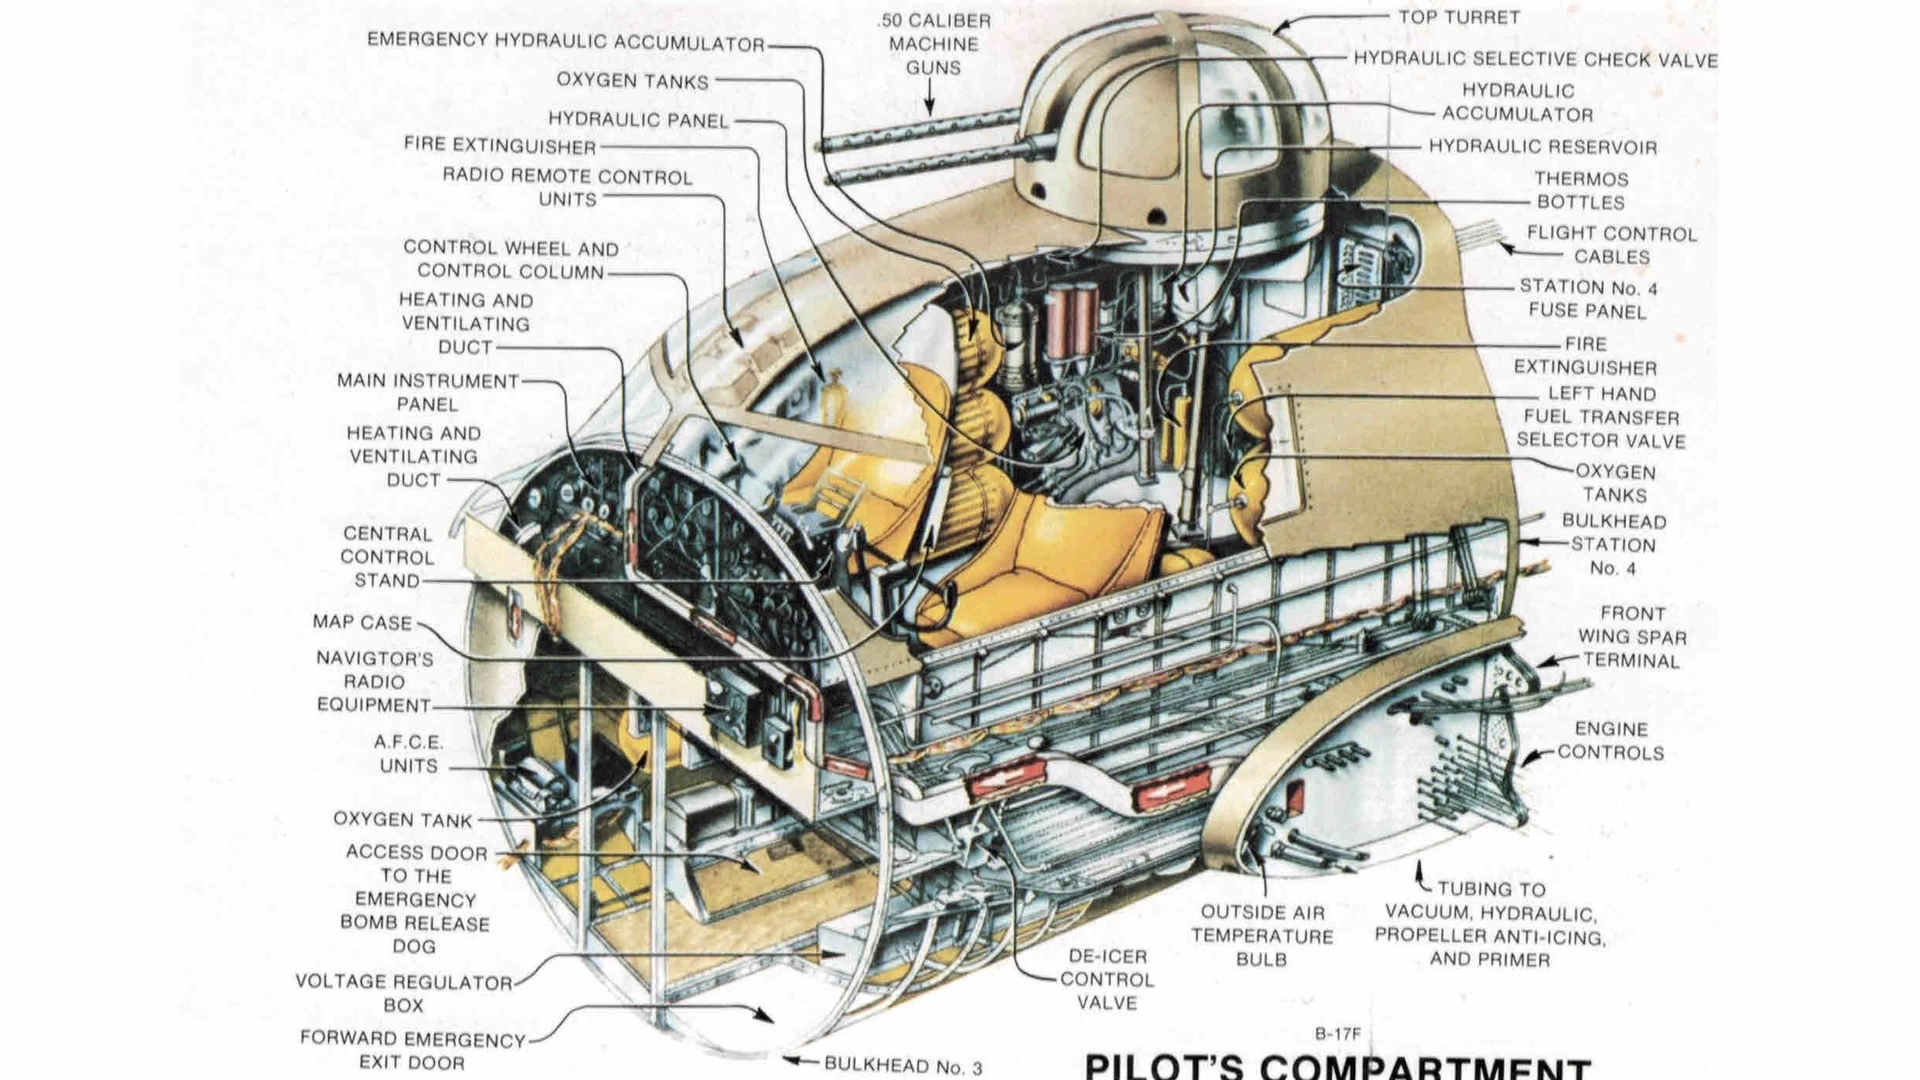 .50 CALIBER
MACHINE
GUNS
EMERGENCY HYDRAULIC ACCUMULATOR
OXYGEN TANKS
HYDRAULIC PANEL
FIRE EXTINGUISHER
RADIO REMOTE CONTROL
UNITS
CONTROL WHEEL AND
CONTROL COLUMN
HEATING AND
VENTILATING
DUCT
MAIN INSTRUMENT
PANEL
HEATING AND
VENTILATING
DUCT
CENTRAL
CONTROL
STAND
MAP CASE
NAVIGTOR'S
RADIO
EQUIPMENT
A.F.C.E.
UNITS
OXYGEN TANK
ACCESS DOOR
TO THE
EMERGENCY
BOMB RELEASE
DOG
VOLTAGE REGULATOR
BOX
FORWARD EMERGENCY
EXIT DOOR
BULKHEAD No. 3
TOP TURRET
HYDRAULIC SELECTIVE CHECK VALVE
HYDRAULIC
ACCUMULATOR
HYDRAULIC RESERVOIR
THERMOS
BOTTLES
FLIGHT CONTROL
CABLES
STATION No. 4
FUSE PANEL
FIRE
EXTINGUISHER
LEFT HAND
FUEL TRANSFER
SELECTOR VALVE
OXYGEN
TANKS
BULKHEAD
STATION
No. 4
FRONT
WING SPAR
TERMINAL
ENGINE
CONTROLS
TUBING TO
VACUUM, HYDRAULIC,
PROPELLER ANTI-ICING,
AND PRIMER
OUTSIDE AIR
TEMPERATURE
BULB
DE-ICER
CONTROL
VALVE
B-17F
PILOT'S COMPARTMENT